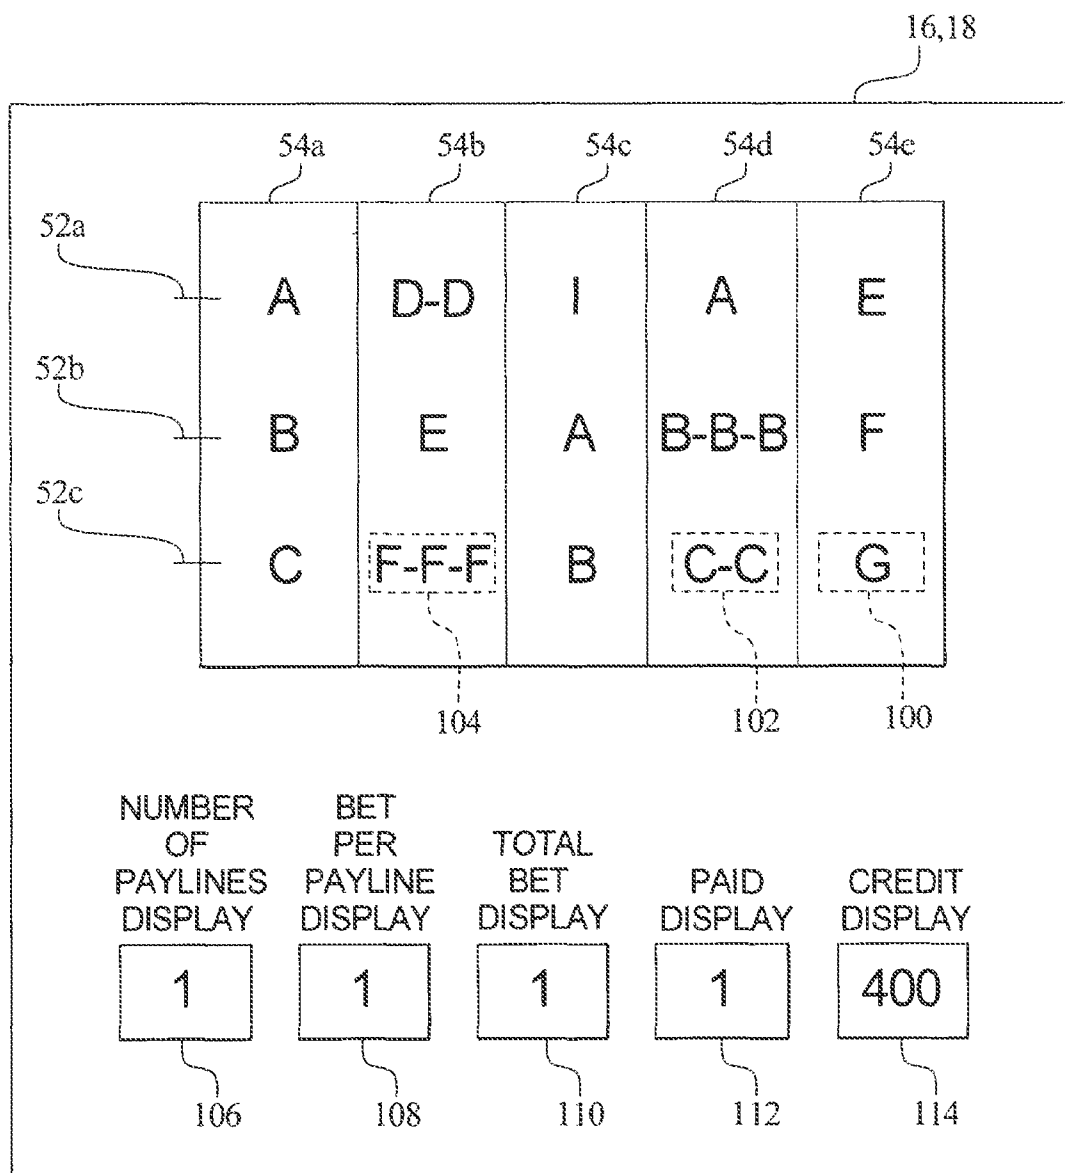 16,18
54a 54b 54c 54d 54e
52a
A D-D I A E
52b
B E A B-B-B F
52c
C F-F-F B C-C G
104 102 100
NUMBER
OF
PAYLINES
DISPLAY
1
106
BET
PER
PAYLINE
DISPLAY
1
108
TOTAL
BET
DISPLAY
1
110
PAID
DISPLAY
1
112
CREDIT
DISPLAY
400
114